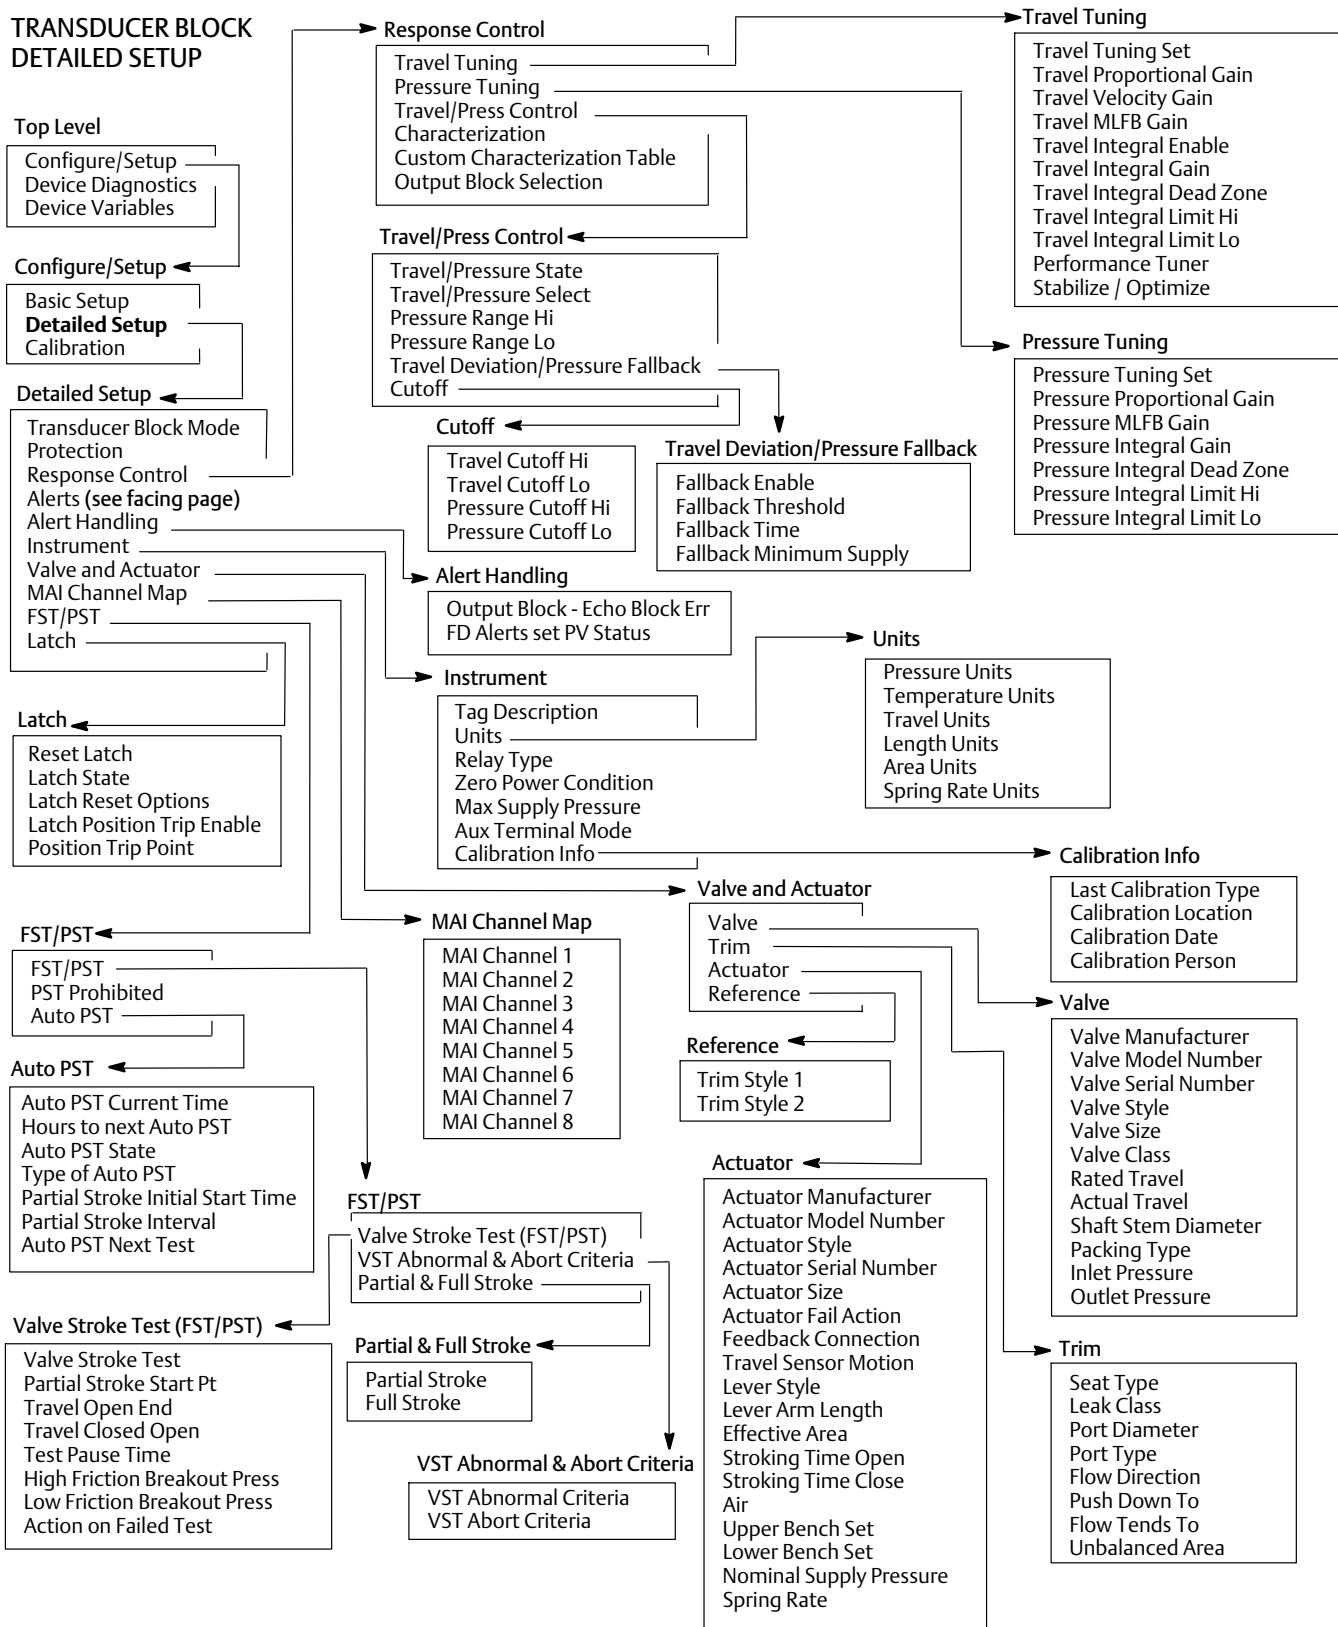 TRANSDUCER BLOCK
DETAILED SETUP
Top Level
Configure/Setup
Device Diagnostics
Device Variables
Configure/Setup
Basic Setup
Detailed Setup
Calibration
Detailed Setup
Transducer Block Mode
Protection
Response Control
Alerts (see facing page)
Alert Handling
Instrument
Valve and Actuator
MAI Channel Map
FST/PST
Latch
Latch
Reset Latch
Latch State
Latch Reset Options
Latch Position Trip Enable
Position Trip Point
FST/PST
FST/PST
PST Prohibited
Auto PST
Auto PST
Auto PST Current Time
Hours to next Auto PST
Auto PST State
Type of Auto PST
Partial Stroke Initial Start Time
Partial Stroke Interval
Auto PST Next Test
Valve Stroke Test (FST/PST)
Valve Stroke Test
Partial Stroke Start Pt
Travel Open End
Travel Closed Open
Test Pause Time
High Friction Breakout Press
Low Friction Breakout Press
Action on Failed Test
Response Control
Travel Tuning
Pressure Tuning
Travel/Press Control
Characterization
Custom Characterization Table
Output Block Selection
Travel/Press Control
Travel/Pressure State
Travel/Pressure Select
Pressure Range Hi
Pressure Range Lo
Travel Deviation/Pressure Fallback
Cutoff
Cutoff
Travel Cutoff Hi
Travel Cutoff Lo
Pressure Cutoff Hi
Pressure Cutoff Lo
Travel Deviation/Pressure Fallback
Fallback Enable
Fallback Threshold
Fallback Time
Fallback Minimum Supply
Alert Handling
Output Block - Echo Block Err
FD Alerts set PV Status
Instrument
Tag Description
Units
Relay Type
Zero Power Condition
Max Supply Pressure
Aux Terminal Mode
Calibration Info
MAI Channel Map
MAI Channel 1
MAI Channel 2
MAI Channel 3
MAI Channel 4
MAI Channel 5
MAI Channel 6
MAI Channel 7
MAI Channel 8
FST/PST
Valve Stroke Test (FST/PST)
VST Abnormal & Abort Criteria
Partial & Full Stroke
Partial & Full Stroke
Partial Stroke
Full Stroke
VST Abnormal & Abort Criteria
VST Abnormal Criteria
VST Abort Criteria
Valve and Actuator
Valve
Trim
Actuator
Reference
Reference
Trim Style 1
Trim Style 2
Actuator
Actuator Manufacturer
Actuator Model Number
Actuator Style
Actuator Serial Number
Actuator Size
Actuator Fail Action
Feedback Connection
Travel Sensor Motion
Lever Style
Lever Arm Length
Effective Area
Stroking Time Open
Stroking Time Close
Air
Upper Bench Set
Lower Bench Set
Nominal Supply Pressure
Spring Rate
Travel Tuning
Travel Tuning Set
Travel Proportional Gain
Travel Velocity Gain
Travel MLFB Gain
Travel Integral Enable
Travel Integral Gain
Travel Integral Dead Zone
Travel Integral Limit Hi
Travel Integral Limit Lo
Performance Tuner
Stabilize / Optimize
Pressure Tuning
Pressure Tuning Set
Pressure Proportional Gain
Pressure MLFB Gain
Pressure Integral Gain
Pressure Integral Dead Zone
Pressure Integral Limit Hi
Pressure Integral Limit Lo
Units
Pressure Units
Temperature Units
Travel Units
Length Units
Area Units
Spring Rate Units
Calibration Info
Last Calibration Type
Calibration Location
Calibration Date
Calibration Person
Valve
Valve Manufacturer
Valve Model Number
Valve Serial Number
Valve Style
Valve Size
Valve Class
Rated Travel
Actual Travel
Shaft Stem Diameter
Packing Type
Inlet Pressure
Outlet Pressure
Trim
Seat Type
Leak Class
Port Diameter
Port Type
Flow Direction
Push Down To
Flow Tends To
Unbalanced Area